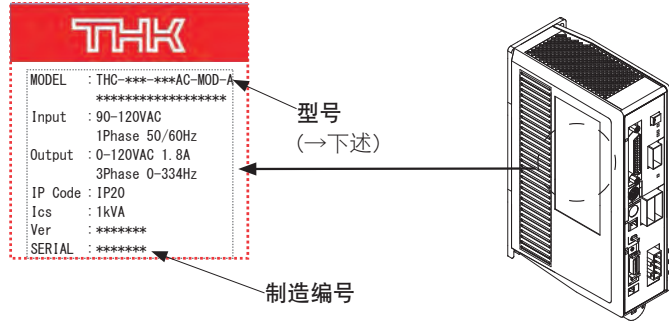 THK
MODEL : THC-***-***AC-MOD-A
******************
Input : 90-120VAC
1Phase 50/60Hz
Output : 0-120VAC 1.8A
3Phase 0-334Hz
IP Code : IP20
Ics : 1kVA
Ver : *******
SERIAL : *******
型号
(→下述)
制造编号